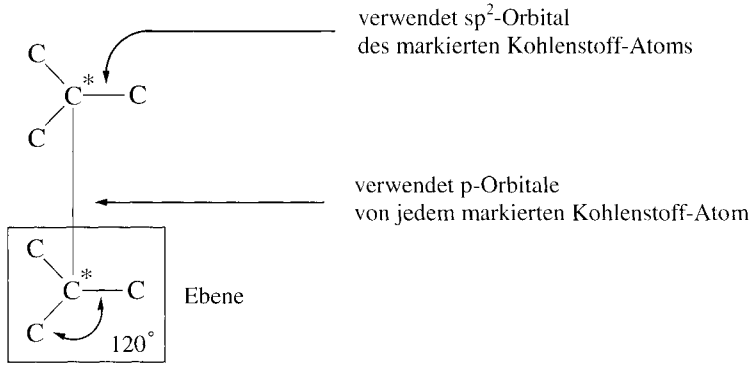 verwendet sp²-Orbital
des markierten Kohlenstoff-Atoms
C
C* C
C
verwendet p-Orbitale
von jedem markierten Kohlenstoff-Atom
C
C* C
Ebene
C
120°